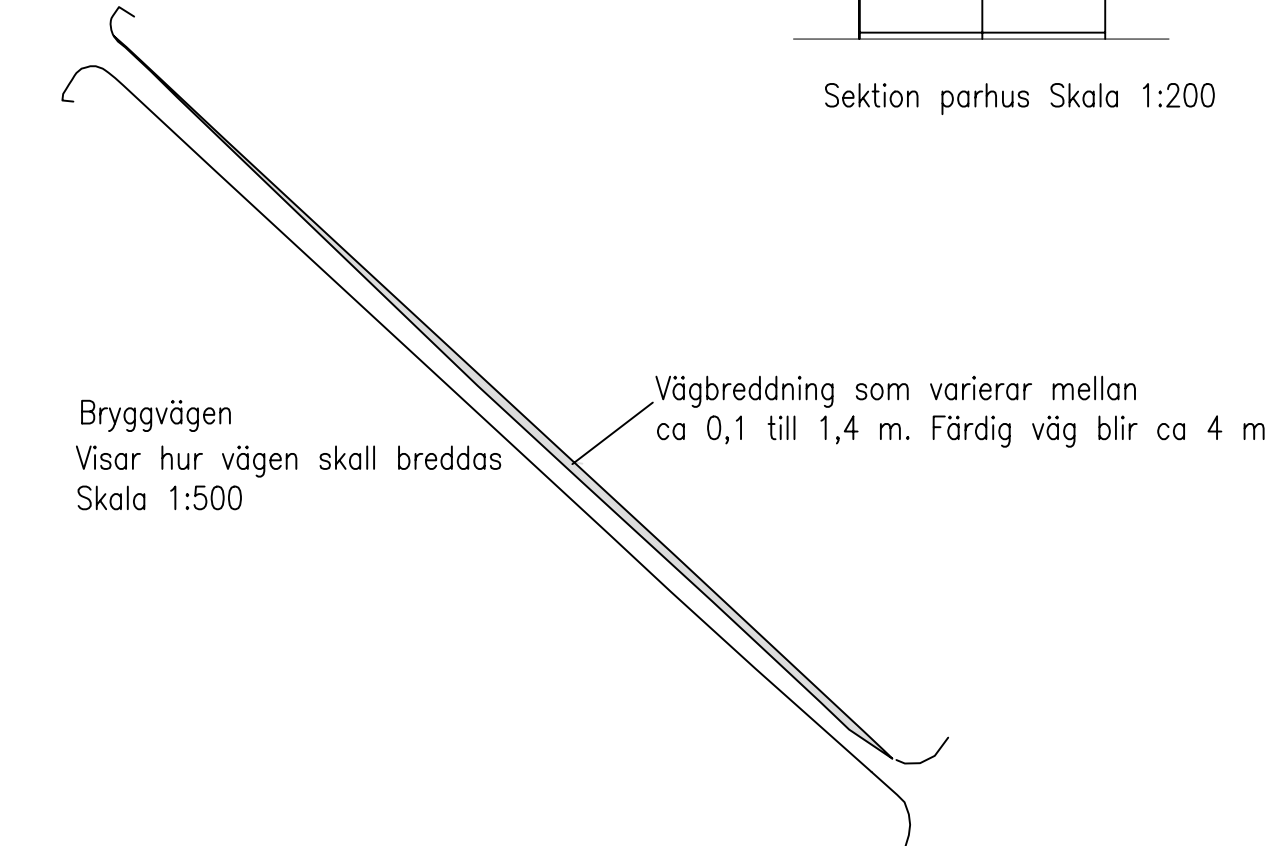 Sektion parhus Skala 1:200
Vägbreddning som varierar mellan
ca 0,1 till 1,4 m. Färdig väg blir ca 4 m
Bryggvägen
Visar hur vägen skall breddas
Skala 1:500